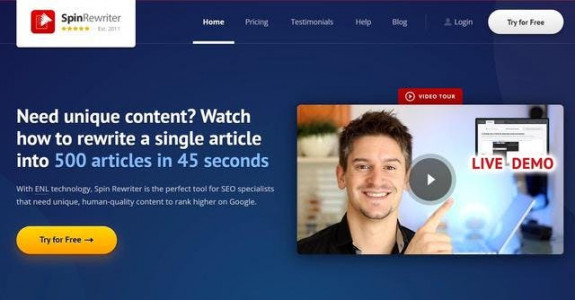 SpinRewriter
Est. 2011
Home
Pricing
Testimonials
Help
Blog
Login
Try for Free
VIDEO TOUR
Need unique content? Watch
how to rewrite a single article
into 500 articles in 45 seconds
LIVE DEMO
With ENL technology, Spin Rewriter is the perfect tool for SEO specialists
that need unique, human-quality content to rank higher on Google.
Try for Free